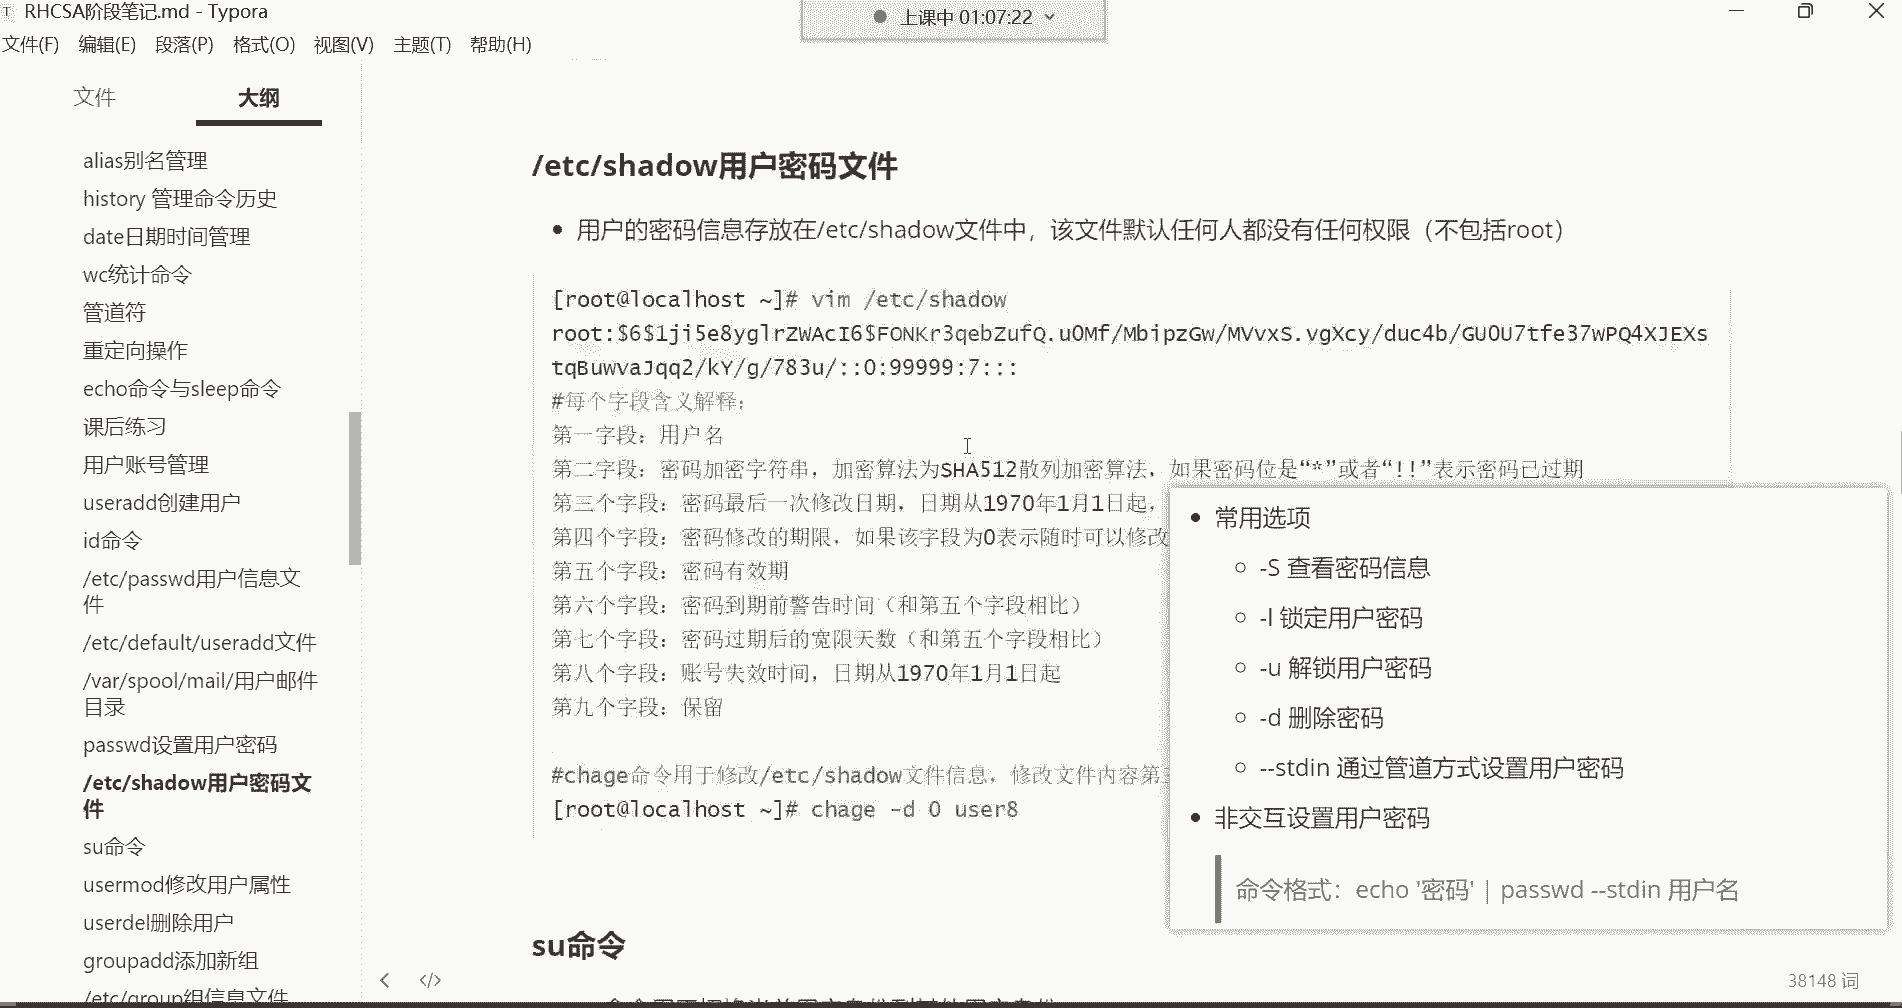 RHCSA阶段笔记.md - Typora
上课中 01:07:22
文件(F) 编辑(E) 段落(P) 格式(O) 视图(V) 主题(T) 帮助(H)
文件 大纲
alias别名管理
history 管理命令历史
date日期时间管理
wc统计命令
管道符
重定向操作
echo命令与sleep命令
课后练习
用户账号管理
useradd创建用户
id命令
/etc/passwd用户信息文
件
/etc/default/useradd文件
/var/spool/mail/用户邮件
目录
passwd设置用户密码
/etc/shadow用户密码文
件
su命令
usermod修改用户属性
userdel删除用户
groupadd添加新组
/etc/group组信息文件
/etc/shadow用户密码文件
用户的密码信息存放在/etc/shadow文件中，该文件默认任何人都没有任何权限（不包括root）
[root@localhost ~]# vim /etc/shadow
root:$6$1ji5e8yglrZWAcI6$FONKr3qebZufQ.u0Mf/MbipzGw/MVvxS.vgXcy/duc4b/GU0U7tfe37wPQ4XJEXs
tqBuwvaJqq2/kY/g/783u/::0:99999:7:::
#每个字段含义解释：
第一字段：用户名
第二字段：密码加密字符串，加密算法为SHA512散列加密算法，如果密码位是“*”或者“!!”表示密码已过期
第三个字段：密码最后一次修改日期，日期从1970年1月1日起，
第四个字段：密码修改的期限，如果该字段为0表示随时可以修改
第五个字段：密码有效期
第六个字段：密码到期前警告时间（和第五个字段相比）
第七个字段：密码过期后的宽限天数（和第五个字段相比）
第八个字段：账号失效时间，日期从1970年1月1日起
第九个字段：保留
#chage命令用于修改/etc/shadow文件信息，修改文件内容第三
[root@localhost ~]# chage -d 0 user8
su命令
常用选项
-S 查看密码信息
-l 锁定用户密码
-u 解锁用户密码
-d 删除密码
--stdin 通过管道方式设置用户密码
非交互设置用户密码
命令格式：echo '密码' | passwd --stdin 用户名
38148 词